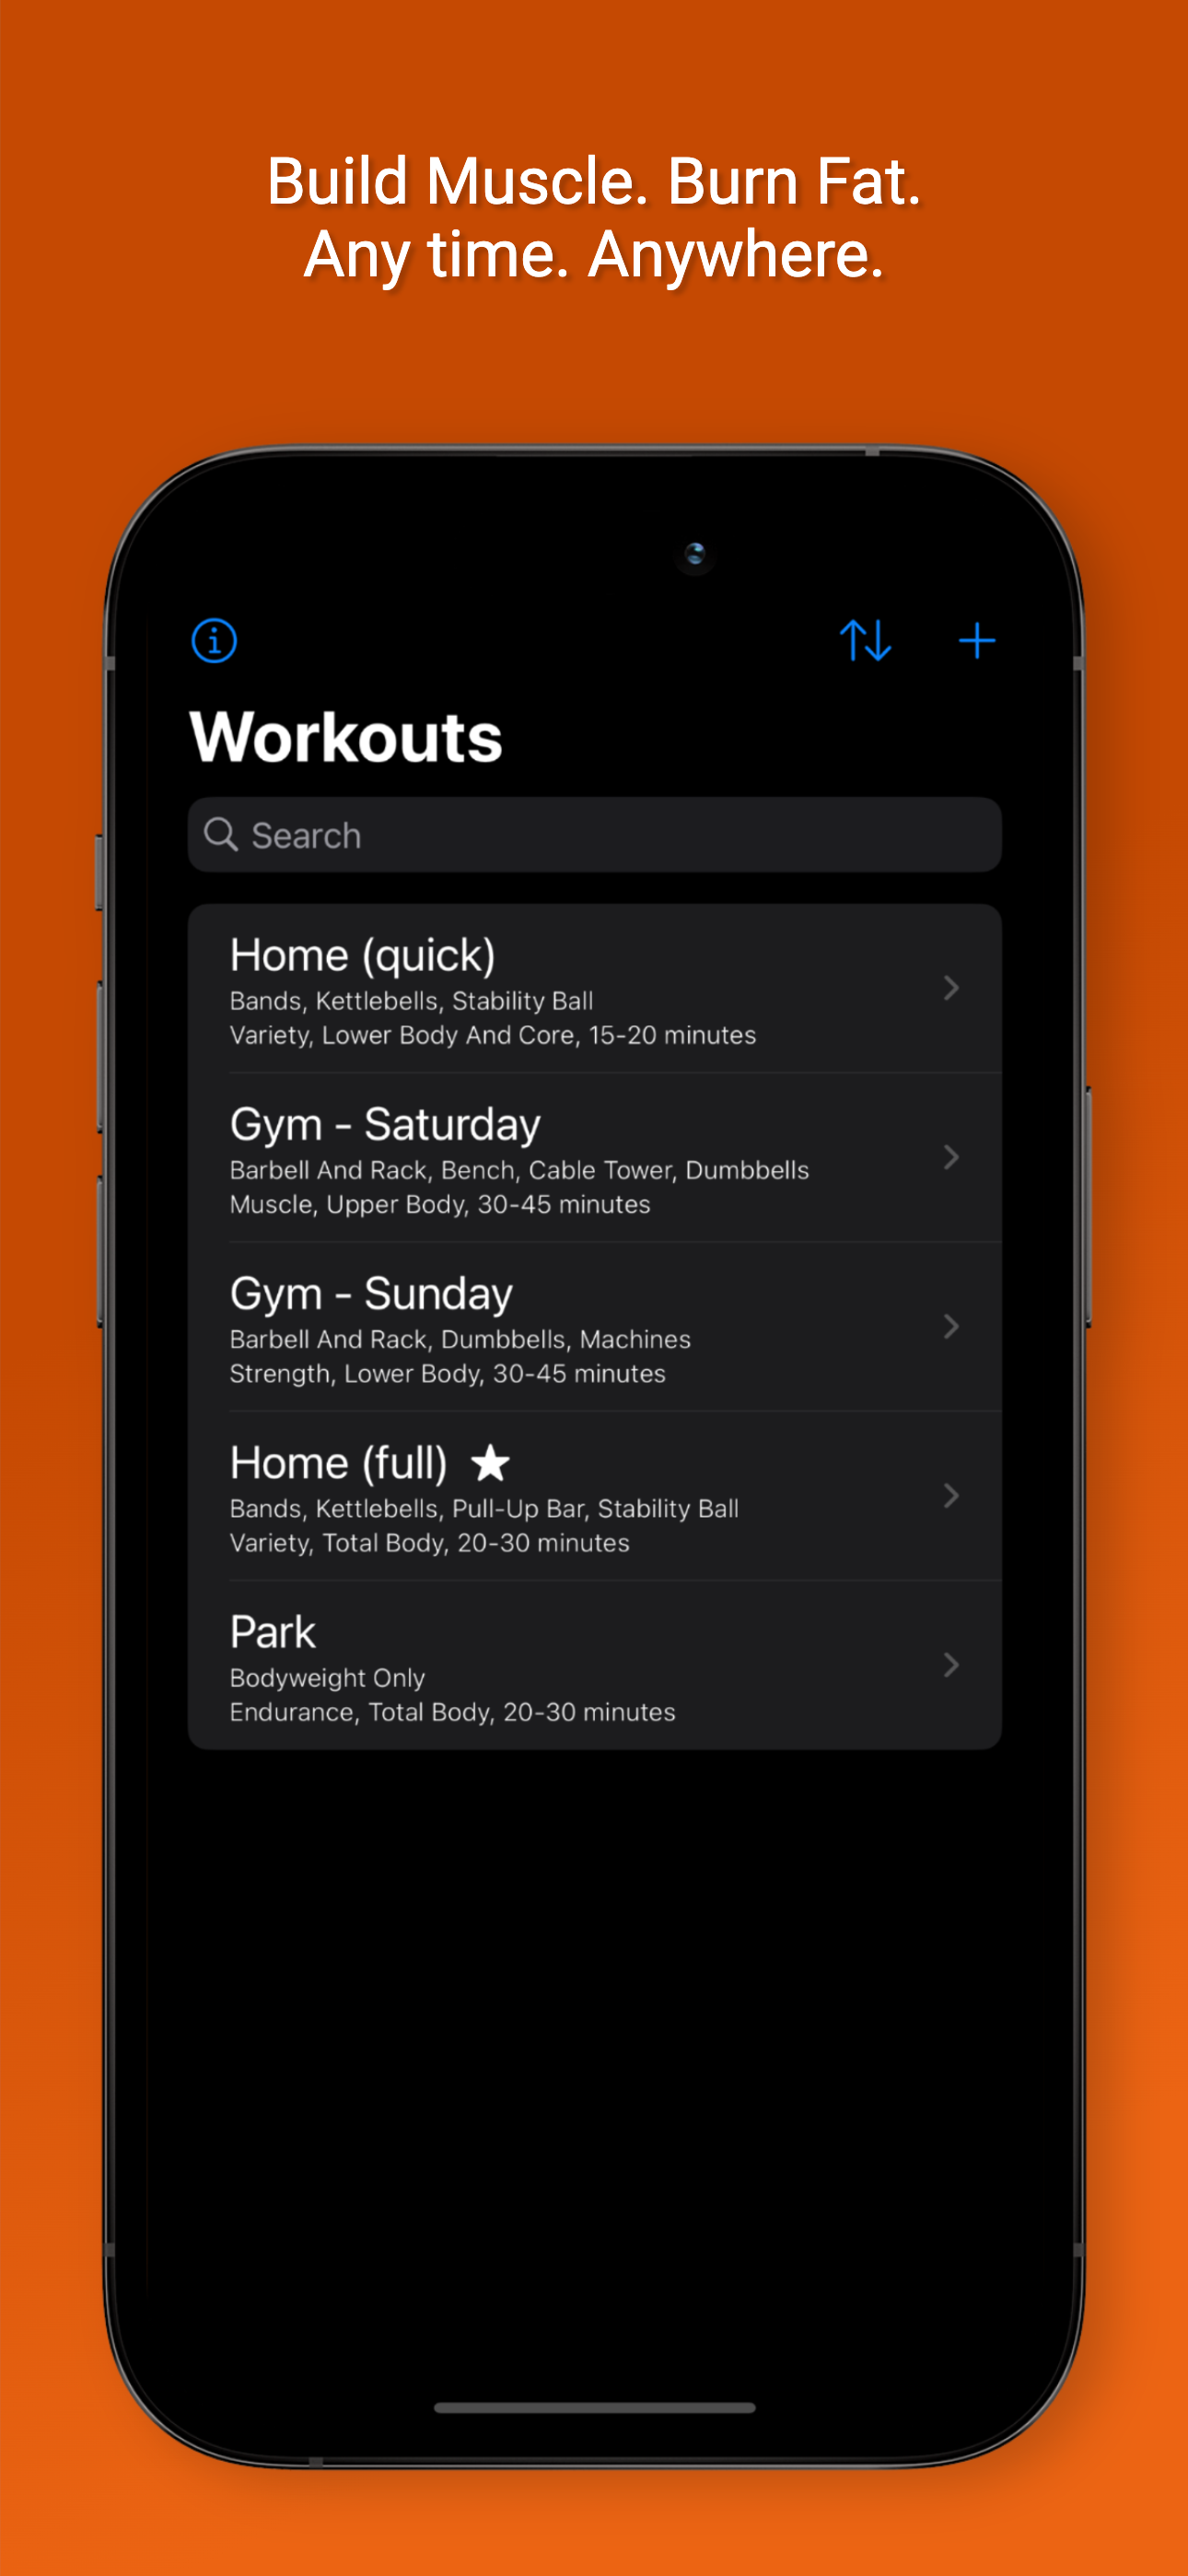 Build Muscle. Burn Fat.
Any time. Anywhere.
Workouts
Search
Home (quick)
Bands, Kettlebells, Stability Ball
Variety, Lower Body And Core, 15-20 minutes
Gym - Saturday
Barbell And Rack, Bench, Cable Tower, Dumbbells
Muscle, Upper Body, 30-45 minutes
Gym - Sunday
Barbell And Rack, Dumbbells, Machines
Strength, Lower Body, 30-45 minutes
Home (full) ★
Bands, Kettlebells, Pull-Up Bar, Stability Ball
Variety, Total Body, 20-30 minutes
Park
Bodyweight Only
Endurance, Total Body, 20-30 minutes